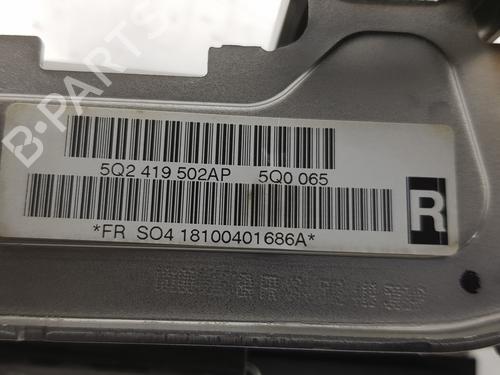 B-PARTS
5Q2 419 502AP 5Q0 065
R
*FR SO4 18100401686A*